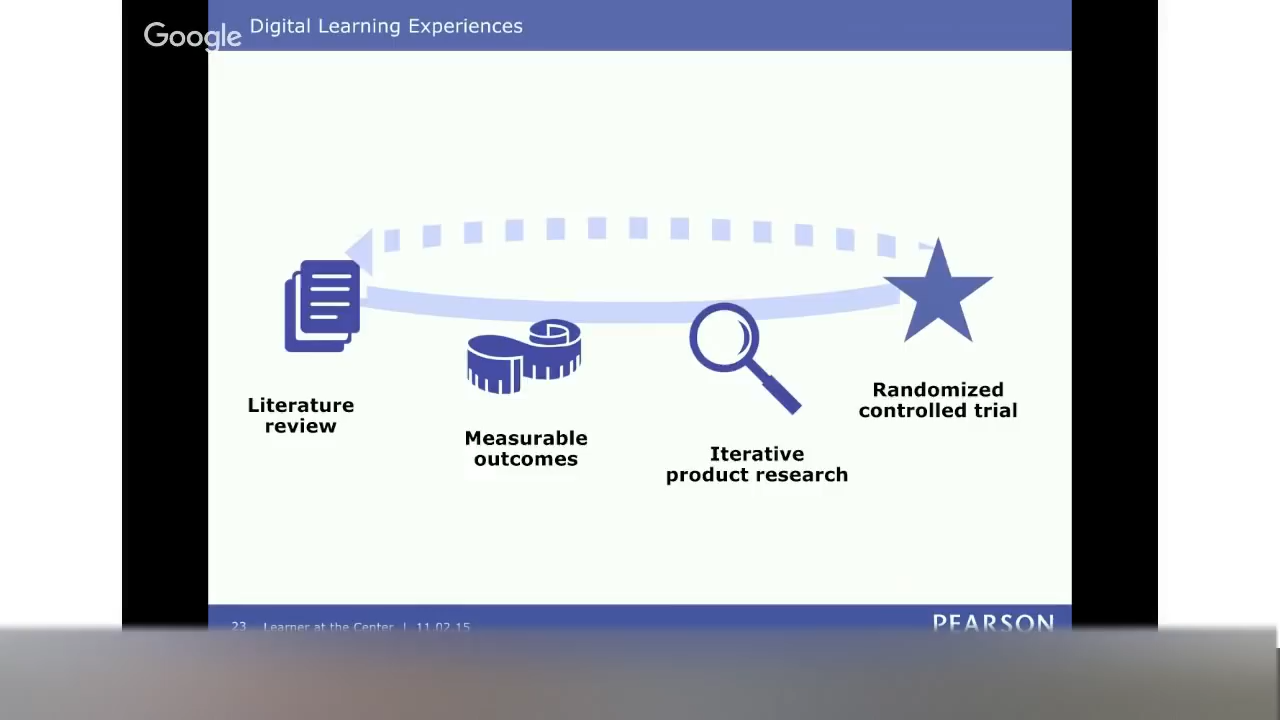 Google
Digital Learning Experiences
Literature
review
Measurable
outcomes
Iterative
product research
Randomized
controlled trial
23 Learner at the Center | 11.02.15
PEARSON